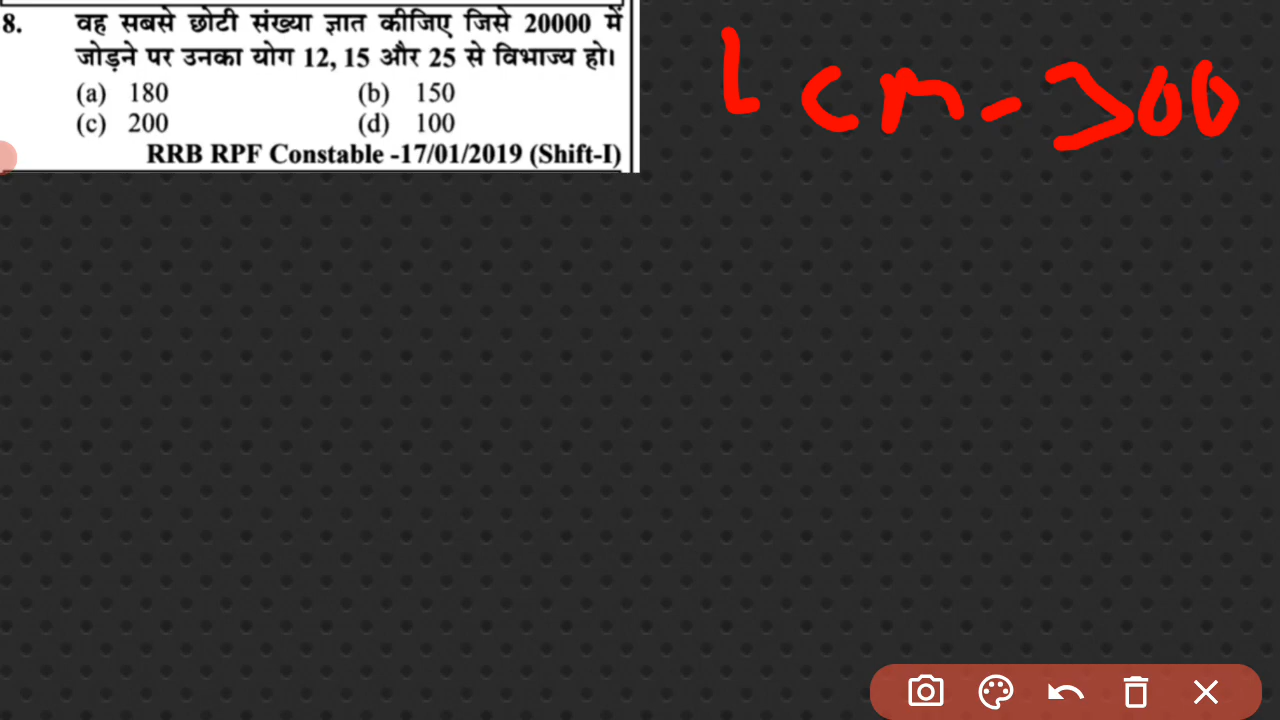 8. वह सबसे छोटी संख्या ज्ञात कीजिए जिसे 20000 में
जोड़ने पर उनका योग 12, 15 और 25 से विभाज्य हो।
(a) 180 (b) 150
(c) 200 (d) 100
RRB RPF Constable -17/01/2019 (Shift-I)
Lcm - 300